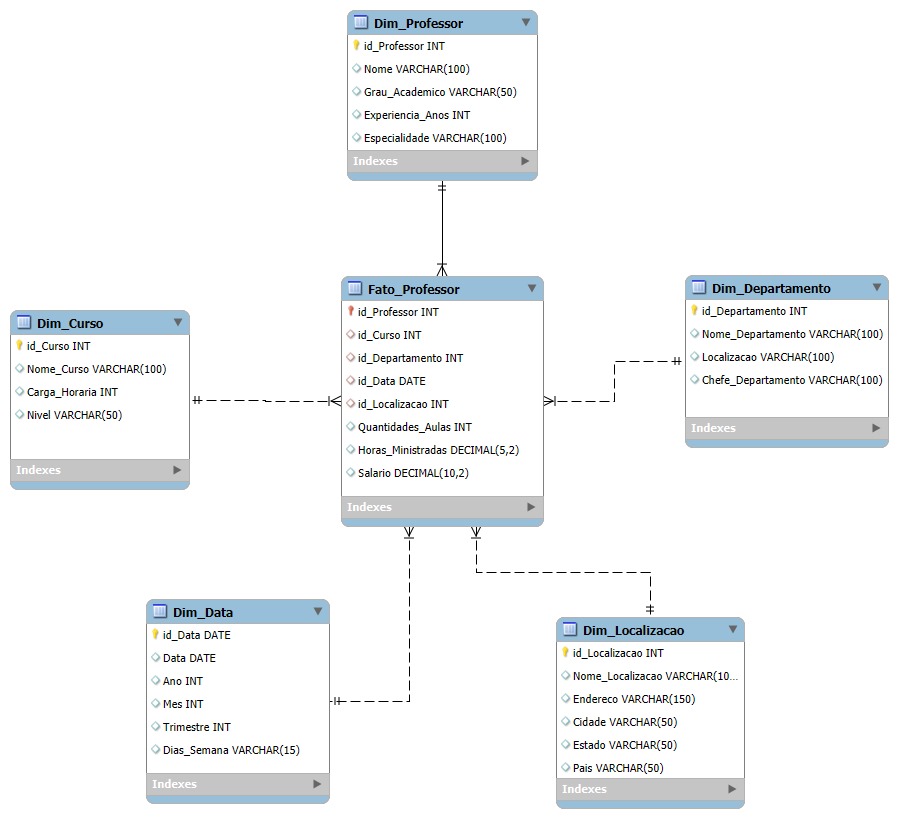 Dim_Professor
id_Professor INT
Nome VARCHAR(100)
Grau_Academico VARCHAR(50)
Experiencia_Anos INT
Especialidade VARCHAR(100)
Indexes
Fato_Professor
id_Professor INT
id_Curso INT
id_Departamento INT
id_Data DATE
id_Localizacao INT
Quantidades_Aulas INT
Horas_Ministradas DECIMAL(5,2)
Salario DECIMAL(10,2)
Indexes
Dim_Departamento
id_Departamento INT
Nome_Departamento VARCHAR(100)
Localizacao VARCHAR(100)
Chefe_Departamento VARCHAR(100)
Indexes
Dim_Curso
id_Curso INT
Nome_Curso VARCHAR(100)
Carga_Horaria INT
Nivel VARCHAR(50)
Indexes
Dim_Data
id_Data DATE
Data DATE
Ano INT
Mes INT
Trimestre INT
Dias_Semana VARCHAR(15)
Indexes
Dim_Localizacao
id_Localizacao INT
Nome_Localizacao VARCHAR(10...
Endereco VARCHAR(150)
Cidade VARCHAR(50)
Estado VARCHAR(50)
Pais VARCHAR(50)
Indexes